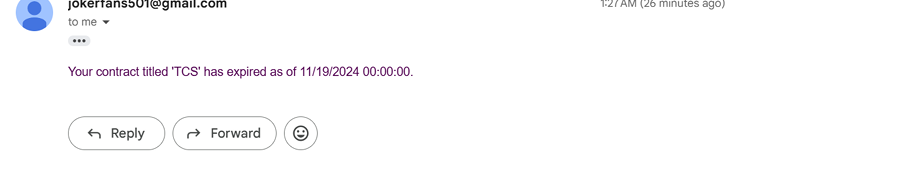 jokerfans501@gmail.com
1:27 AM (26 minutes ago)
to me
Your contract titled 'TCS' has expired as of 11/19/2024 00:00:00.
Reply
Forward